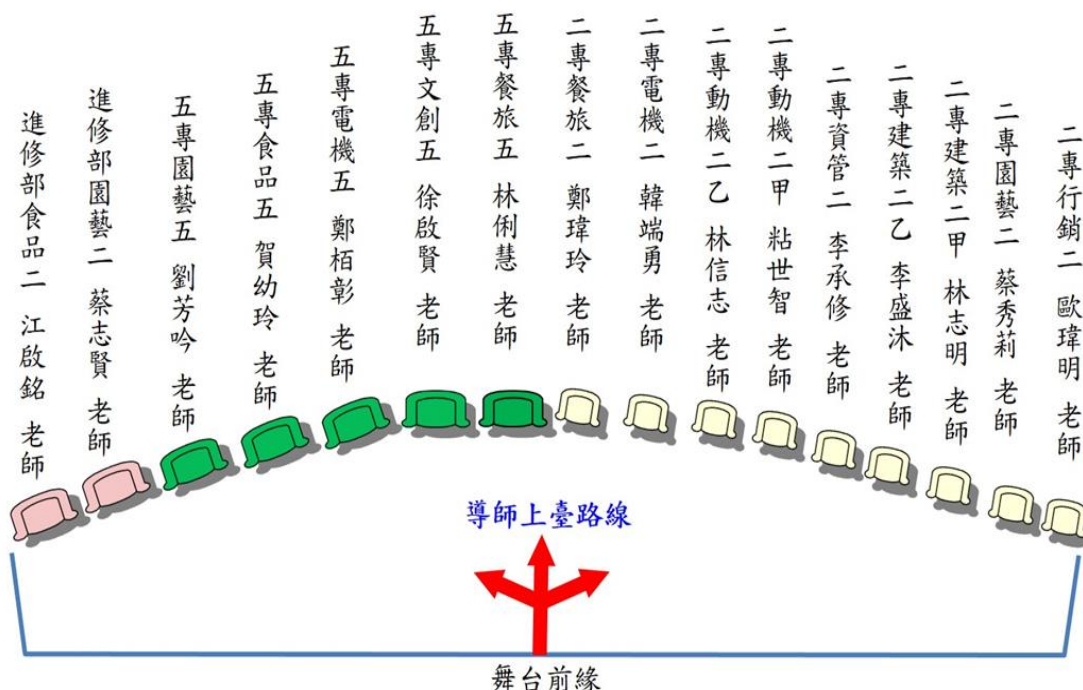 進修部食品二 江啟銘 老師
進修部園藝二 蔡志賢 老師
五專園藝五 劉芳吟 老師
五專食品五 賀幼玲 老師
五專電機五 鄭栢彰 老師
五專文創五 徐啟賢 老師
五專餐旅五 林俐慧 老師
二專餐旅二 鄭瑋玲 老師
二專電機二 韓端勇 老師
二專動機二乙 林信志 老師
二專動機二甲 粘世智 老師
二專資管二 李承修 老師
二專建築二乙 李盛沐 老師
二專建築二甲 林志明 老師
二專園藝二 蔡秀莉 老師
二專行銷二 歐瑋明 老師
導師上臺路線
舞台前緣